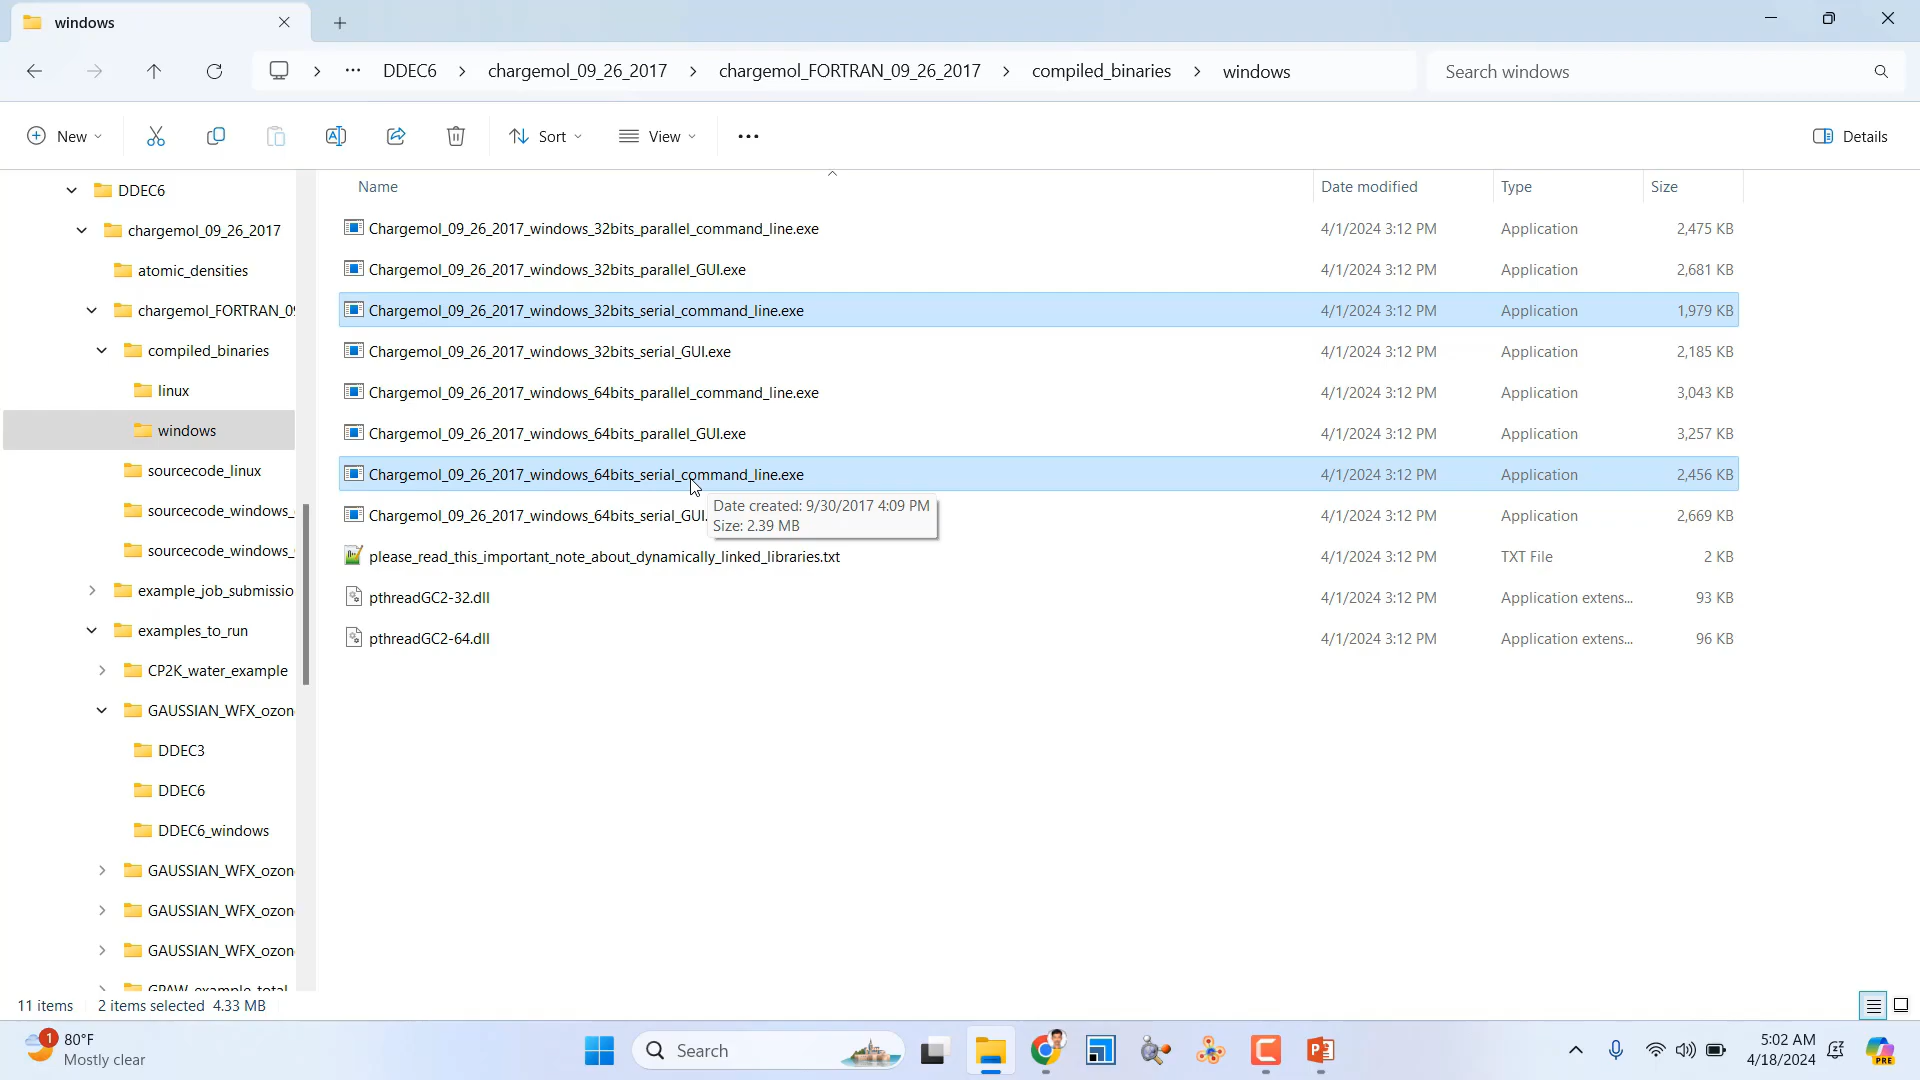 windows
DDEC6
chargemol_09_26_2017
chargemol_FORTRAN_09_26_2017
compiled_binaries
windows
Search windows
New
Sort
View
Details
DDEC6
chargemol_09_26_2017
atomic_densities
chargemol_FORTRAN_09
compiled_binaries
linux
windows
sourcecode_linux
sourcecode_windows_
sourcecode_windows_
example_job_submissio
examples_to_run
CP2K_water_example
GAUSSIAN_WFX_ozon
DDEC3
DDEC6
DDEC6_windows
GAUSSIAN_WFX_ozon
GAUSSIAN_WFX_ozon
GAUSSIAN_WFX_ozon
GPAW_example_total
Name Date modified Type Size
Chargemol_09_26_2017_windows_32bits_parallel_command_line.exe 4/1/2024 3:12 PM Application 2,475 KB
Chargemol_09_26_2017_windows_32bits_parallel_GUI.exe 4/1/2024 3:12 PM Application 2,681 KB
Chargemol_09_26_2017_windows_32bits_serial_command_line.exe 4/1/2024 3:12 PM Application 1,979 KB
Chargemol_09_26_2017_windows_32bits_serial_GUI.exe 4/1/2024 3:12 PM Application 2,185 KB
Chargemol_09_26_2017_windows_64bits_parallel_command_line.exe 4/1/2024 3:12 PM Application 3,043 KB
Chargemol_09_26_2017_windows_64bits_parallel_GUI.exe 4/1/2024 3:12 PM Application 3,257 KB
Chargemol_09_26_2017_windows_64bits_serial_command_line.exe 4/1/2024 3:12 PM Application 2,456 KB
Chargemol_09_26_2017_windows_64bits_serial_GUI. 4/1/2024 3:12 PM Application 2,669 KB
Date created: 9/30/2017 4:09 PM
Size: 2.39 MB
please_read_this_important_note_about_dynamically_linked_libraries.txt 4/1/2024 3:12 PM TXT File 2 KB
pthreadGC2-32.dll 4/1/2024 3:12 PM Application extens... 93 KB
pthreadGC2-64.dll 4/1/2024 3:12 PM Application extens... 96 KB
11 items 2 items selected 4.33 MB
1
80°F
Mostly clear
Search
5:02 AM
4/18/2024
PRE